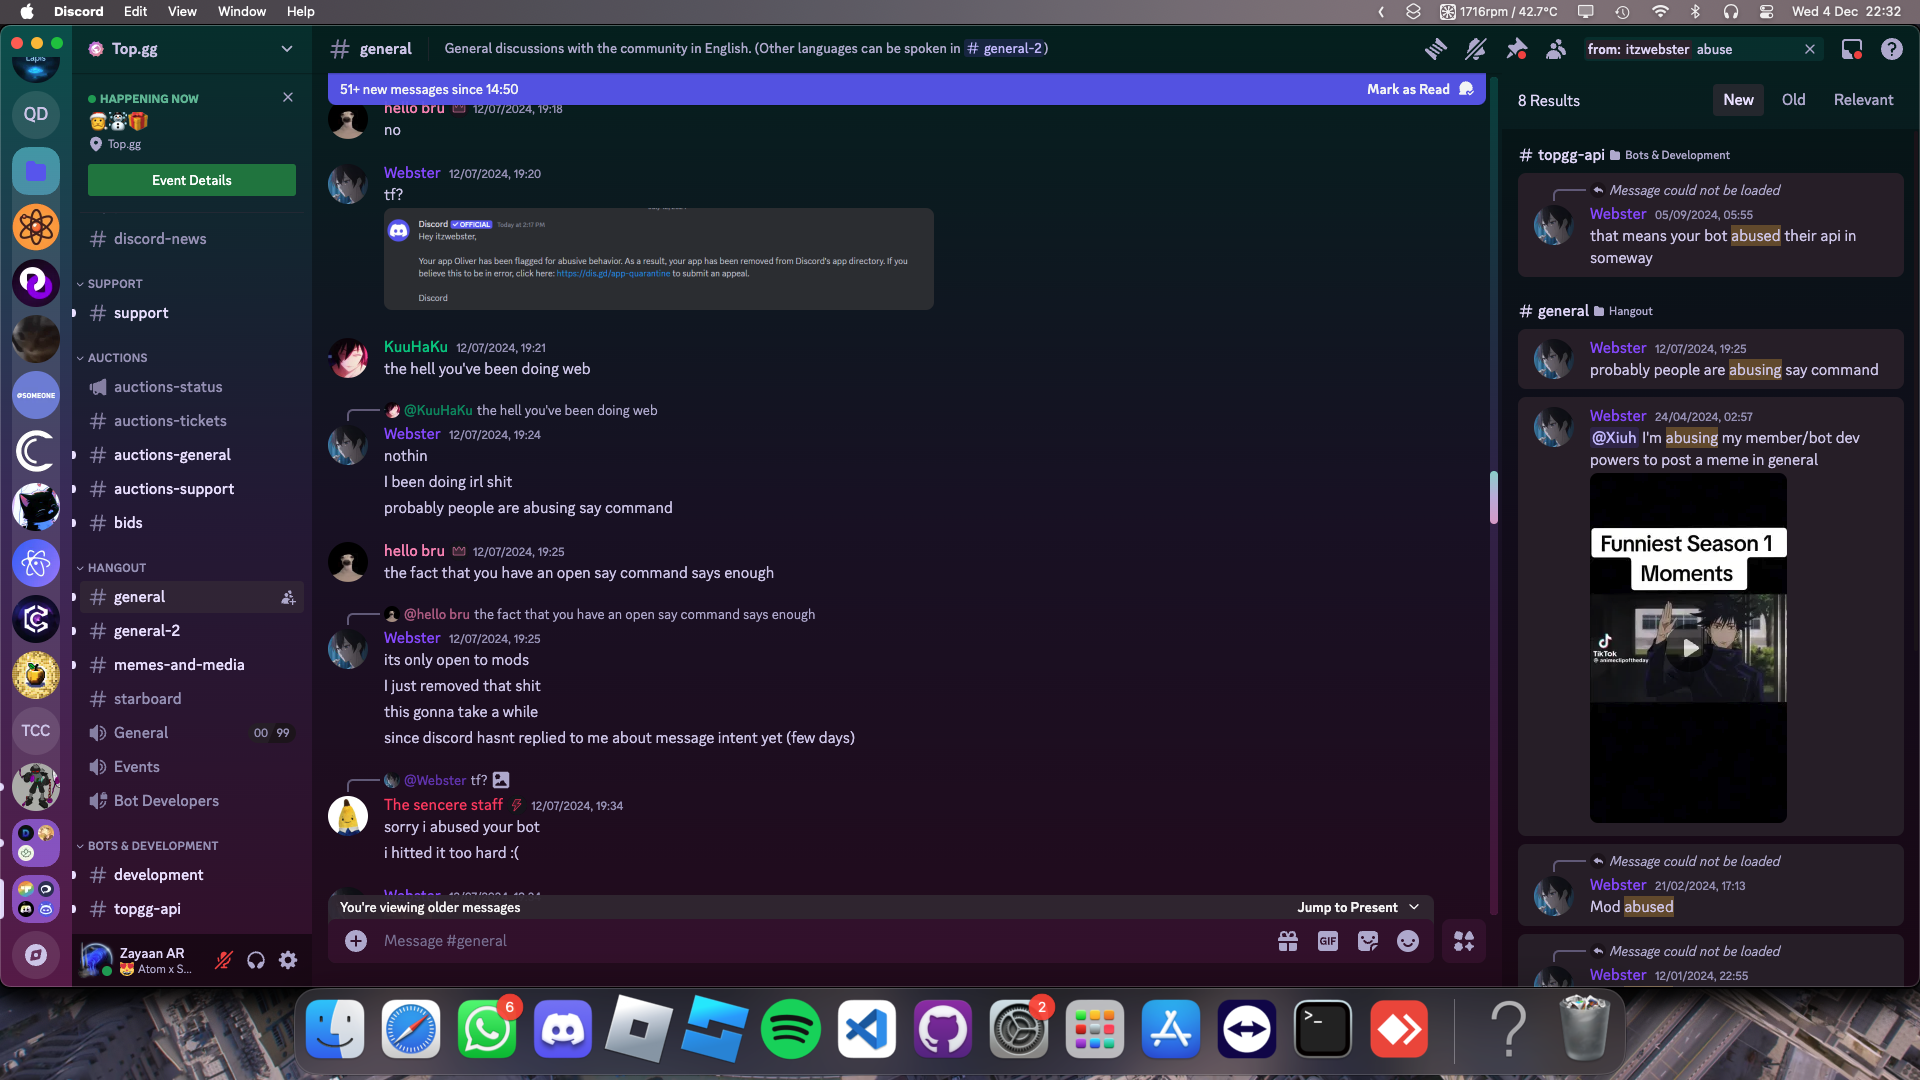 Discord Edit View Window Help
1716rpm / 42.7°C Wed 4 Dec 22:32
Lapis
QD
@SOMEONE
TCC
Top.gg
HAPPENING NOW
🎅☃️🎁
Top.gg
Event Details
# discord-news
SUPPORT
# support
AUCTIONS
auctions-status
# auctions-tickets
# auctions-general
# auctions-support
# bids
HANGOUT
# general
# general-2
# memes-and-media
# starboard
General 00 99
Events
Bot Developers
BOTS & DEVELOPMENT
# development
# topgg-api
Zayaan AR
😻 Atom x S...
# general General discussions with the community in English. (Other languages can be spoken in # general-2)
51+ new messages since 14:50 Mark as Read
hello bru 12/07/2024, 19:18
no
Webster 12/07/2024, 19:20
tf?
Discord ✓OFFICIAL Today at 2:17 PM
Hey itzwebster,
Your app Oliver has been flagged for abusive behavior. As a result, your app has been removed from Discord's app directory. If you
believe this to be in error, click here: https://dis.gd/app-quarantine to submit an appeal.
Discord
KuuHaKu 12/07/2024, 19:21
the hell you've been doing web
@KuuHaKu the hell you've been doing web
Webster 12/07/2024, 19:24
nothin
I been doing irl shit
probably people are abusing say command
hello bru 12/07/2024, 19:25
the fact that you have an open say command says enough
@hello bru the fact that you have an open say command says enough
Webster 12/07/2024, 19:25
its only open to mods
I just removed that shit
this gonna take a while
since discord hasnt replied to me about message intent yet (few days)
@Webster tf?
The sencere staff 12/07/2024, 19:34
sorry i abused your bot
i hitted it too hard :(
Webster 12/07/2024, 19:34
You're viewing older messages Jump to Present
Message #general
GIF
from: itzwebster abuse
8 Results New Old Relevant
# topgg-api Bots & Development
Message could not be loaded
Webster 05/09/2024, 05:55
that means your bot abused their api in
someway
# general Hangout
Webster 12/07/2024, 19:25
probably people are abusing say command
Webster 24/04/2024, 02:57
@Xiuh I'm abusing my member/bot dev
powers to post a meme in general
Funniest Season 1
Moments
TikTok
@ animeclipoftheday
Message could not be loaded
Webster 21/02/2024, 17:13
Mod abused
Message could not be loaded
Webster 12/01/2024, 22:55
6
2
>_
?